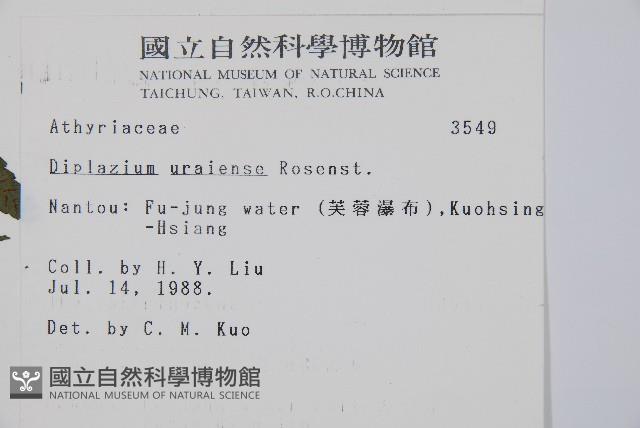 國立自然科學博物館
NATIONAL MUSEUM OF NATURAL SCIENCE
TAICHUNG, TAIWAN, R.O.CHINA
Athyriaceae 3549
Diplazium uraiense Rosenst.
Nantou: Fu-jung water (芙蓉瀑布),Kuohsing
-Hsiang
Coll. by H. Y. Liu
Jul. 14, 1988.
Det. by C. M. Kuo
國立自然科學博物館
NATIONAL MUSEUM OF NATURAL SCIENCE